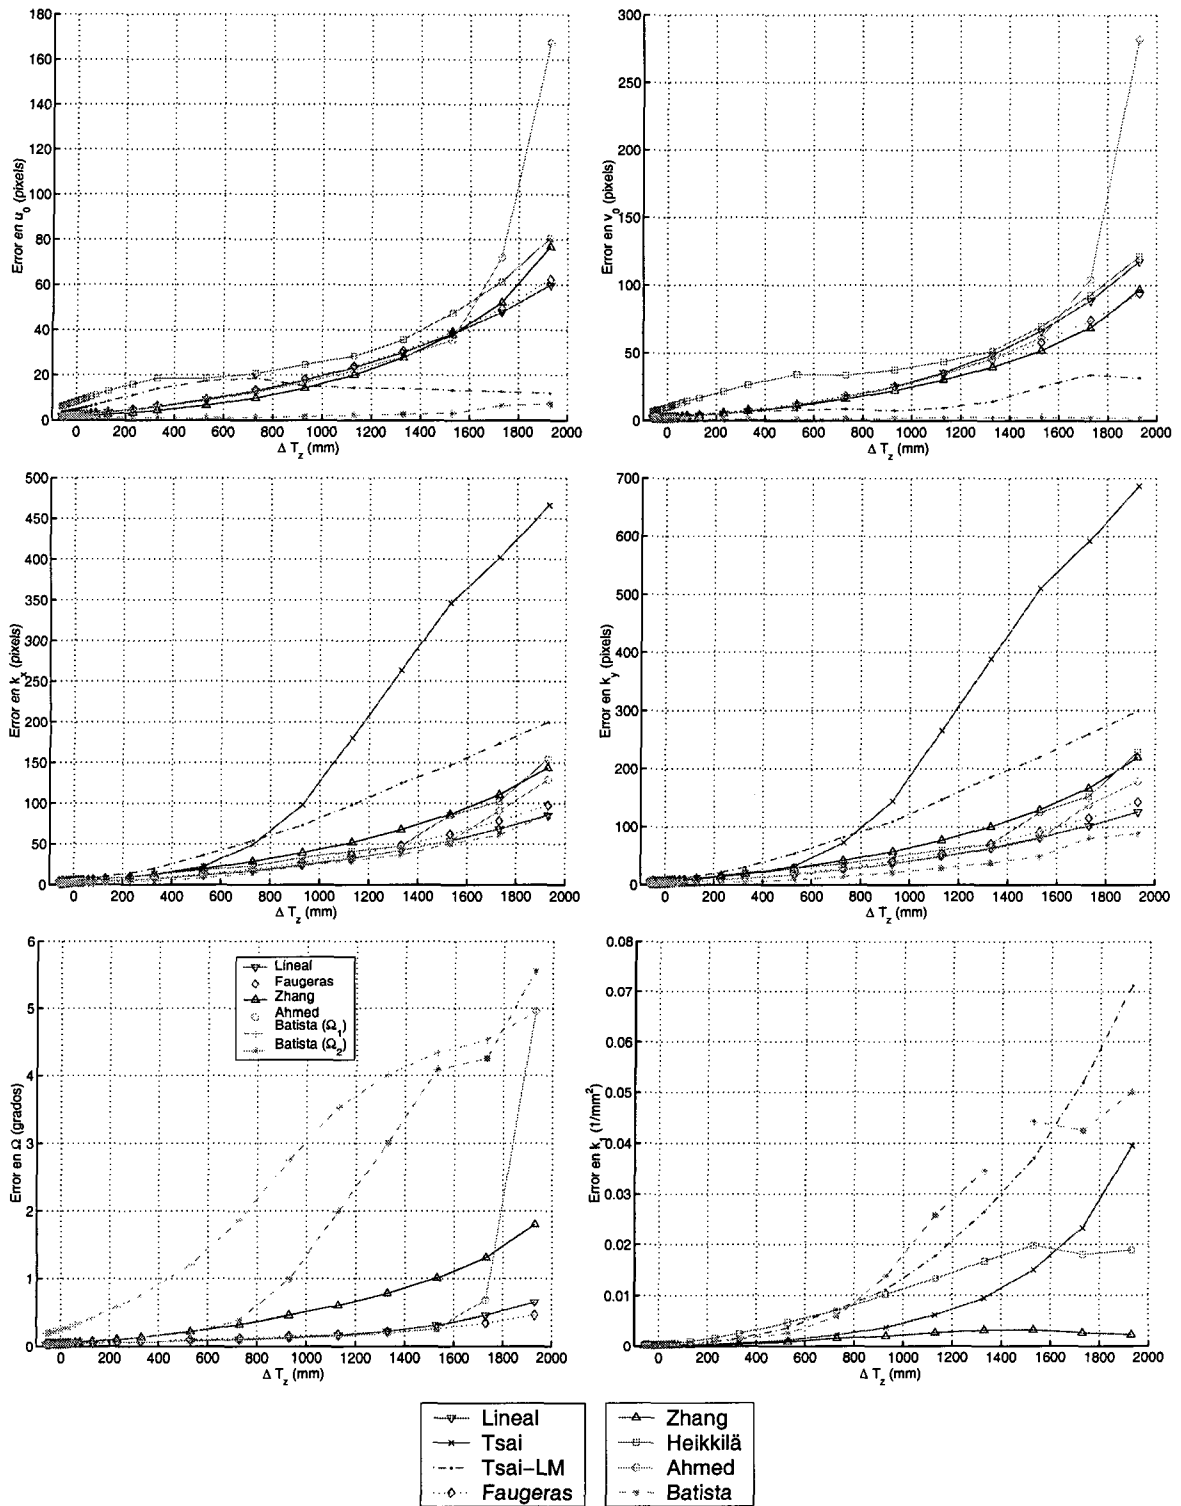 180
160
140
120
100
80
60
40
20
0
Error en u₀ (pixels)
0 200 400 600 800 1000 1200 1400 1600 1800 2000
Δ T_z (mm)
300
250
200
150
100
50
0
Error en v₀ (pixels)
0 200 400 600 800 1000 1200 1400 1600 1800 2000
Δ T_z (mm)
500
450
400
350
300
250
200
150
100
50
0
Error en k_x (pixels)
0 200 400 600 800 1000 1200 1400 1600 1800 2000
Δ T_z (mm)
700
600
500
400
300
200
100
0
Error en k_y (pixels)
0 200 400 600 800 1000 1200 1400 1600 1800 2000
Δ T_z (mm)
6
5
4
3
2
1
0
Error en Ω (grados)
Lineal
Faugeras
Zhang
Ahmed
Batista (Ω₁)
Batista (Ω₂)
0 200 400 600 800 1000 1200 1400 1600 1800 2000
Δ T_z (mm)
0.08
0.07
0.06
0.05
0.04
0.03
0.02
0.01
0
Error en k₁ (1/mm²)
0 200 400 600 800 1000 1200 1400 1600 1800 2000
Δ T_z (mm)
Lineal
Tsai
Tsai−LM
Faugeras
Zhang
Heikkilä
Ahmed
Batista